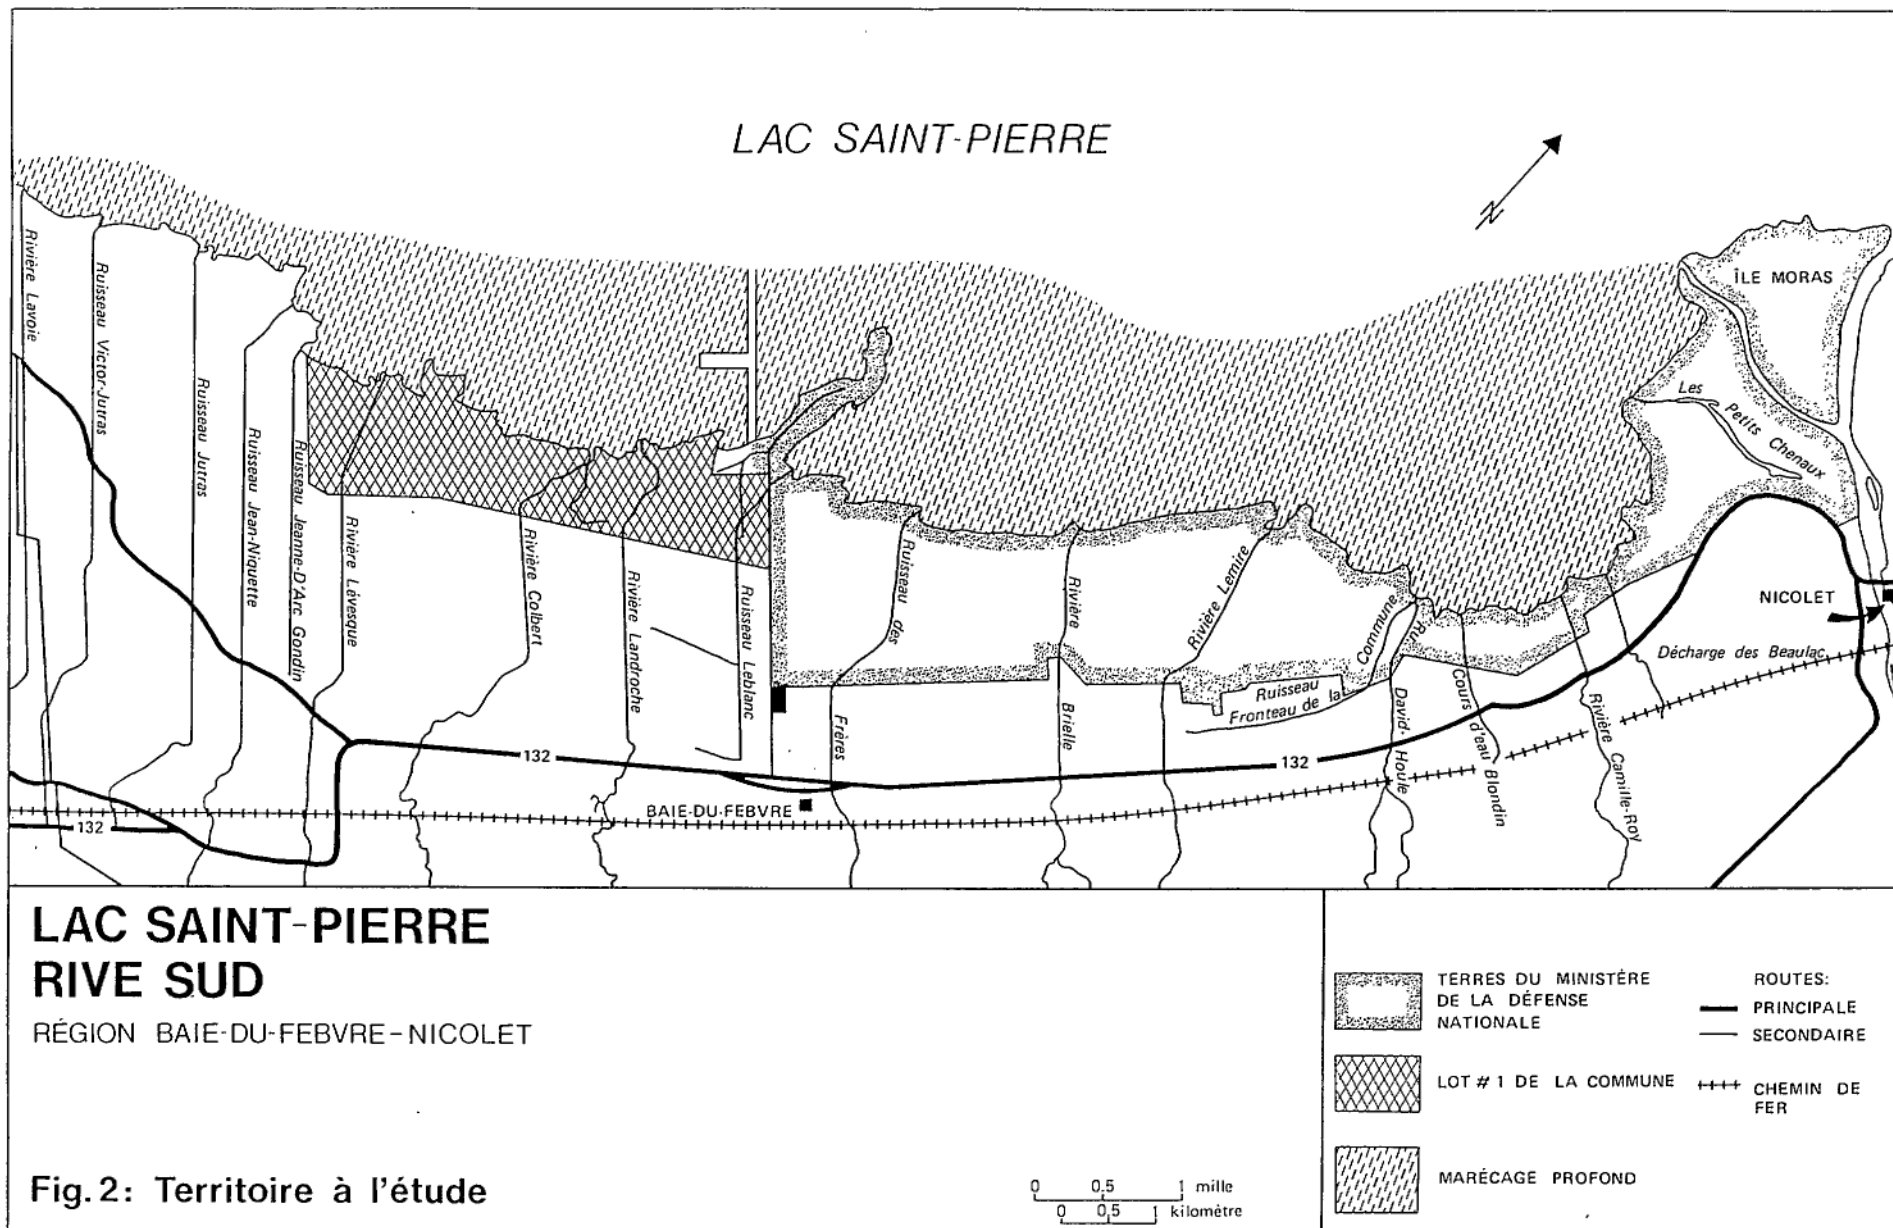 LAC SAINT-PIERRE
N
ÎLE MORAS
Les
Petits Chenaux
Rivière Lavoie
Ruisseau Victor-Jutras
Ruisseau Jutras
Ruisseau Jean-Niquette
Ruisseau Jeanne-D'Arc Gondin
Rivière Lévesque
Rivière Colbert
Rivière Landroche
Ruisseau Leblanc
Ruisseau des
Frères
Rivière
Brielle
Rivière Lemire
Commune
Ruisseau
Fronteau de la
Rui
David-Houle
Cours d'eau Blondin
Rivière Camille-Roy
NICOLET
Décharge des Beaulac
132
132
132
BAIE-DU-FEBVRE
LAC SAINT-PIERRE
RIVE SUD
RÉGION BAIE-DU-FEBVRE-NICOLET
Fig. 2: Territoire à l'étude
0 0.5 1 mille
0 0,5 1 kilomètre
TERRES DU MINISTÈRE
DE LA DÉFENSE
NATIONALE
LOT # 1 DE LA COMMUNE
MARÉCAGE PROFOND
ROUTES:
PRINCIPALE
SECONDAIRE
CHEMIN DE
FER